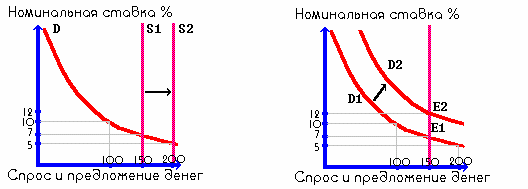 Номинальная ставка %
D
S1
S2
12
10
7
5
100
150
200
Спрос и предложение денег
Номинальная ставка %
D2
D1
E2
E1
12
10
7
5
100
150
200
Спрос и предложение денег